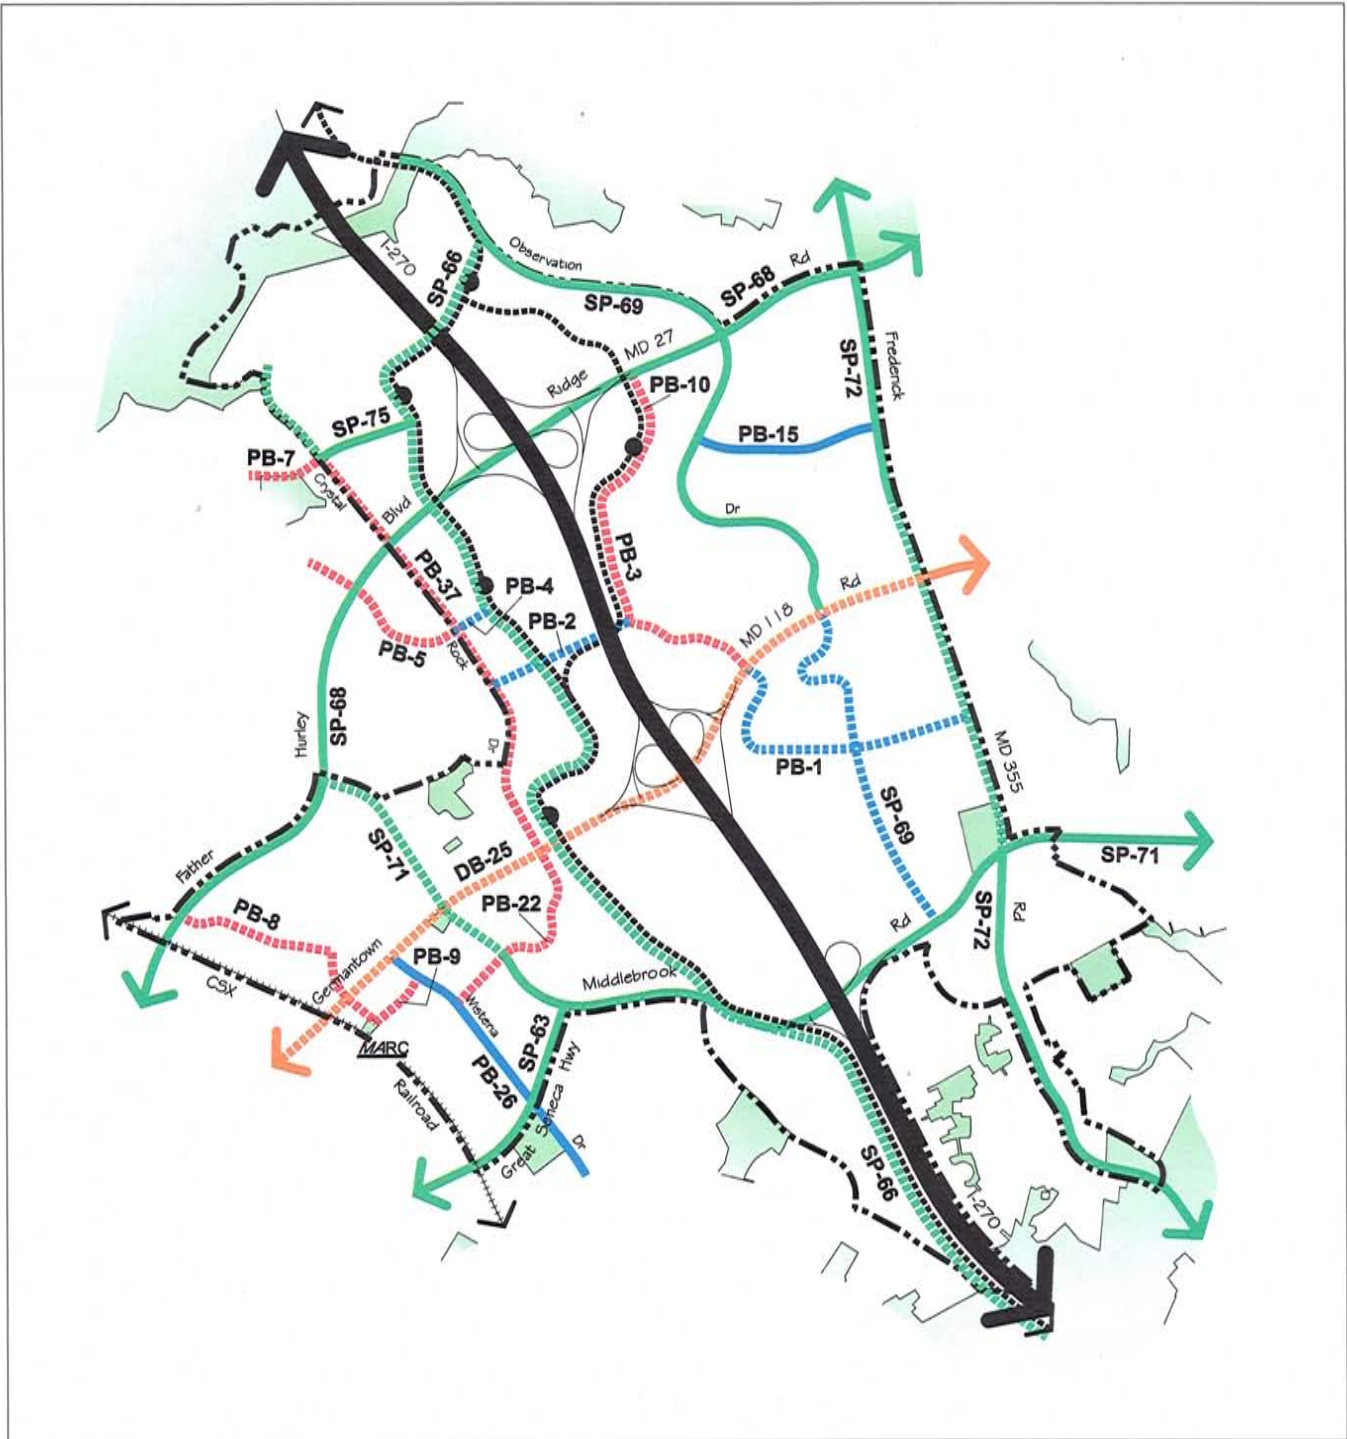 I-270
SP-66
Observation
SP-69
SP-68
Rd
MD 27
Ridge
SP-72
Frederick
PB-10
SP-75
PB-15
PB-7
Crystal
Blvd
Dr
PB-37
PB-3
PB-4
PB-2
Rd
MD 118
PB-5
Rock
SP-68
Hurley
Dr
PB-1
MD 355
SP-69
SP-71
DB-25
SP-71
Father
PB-8
PB-22
Rd
SP-72
Rd
PB-9
Germantown
CSX
Middlebrook
Wisteria
MARC
SP-63
Hwy
PB-26
Railroad
Great Seneca
Dr
SP-66
I-270